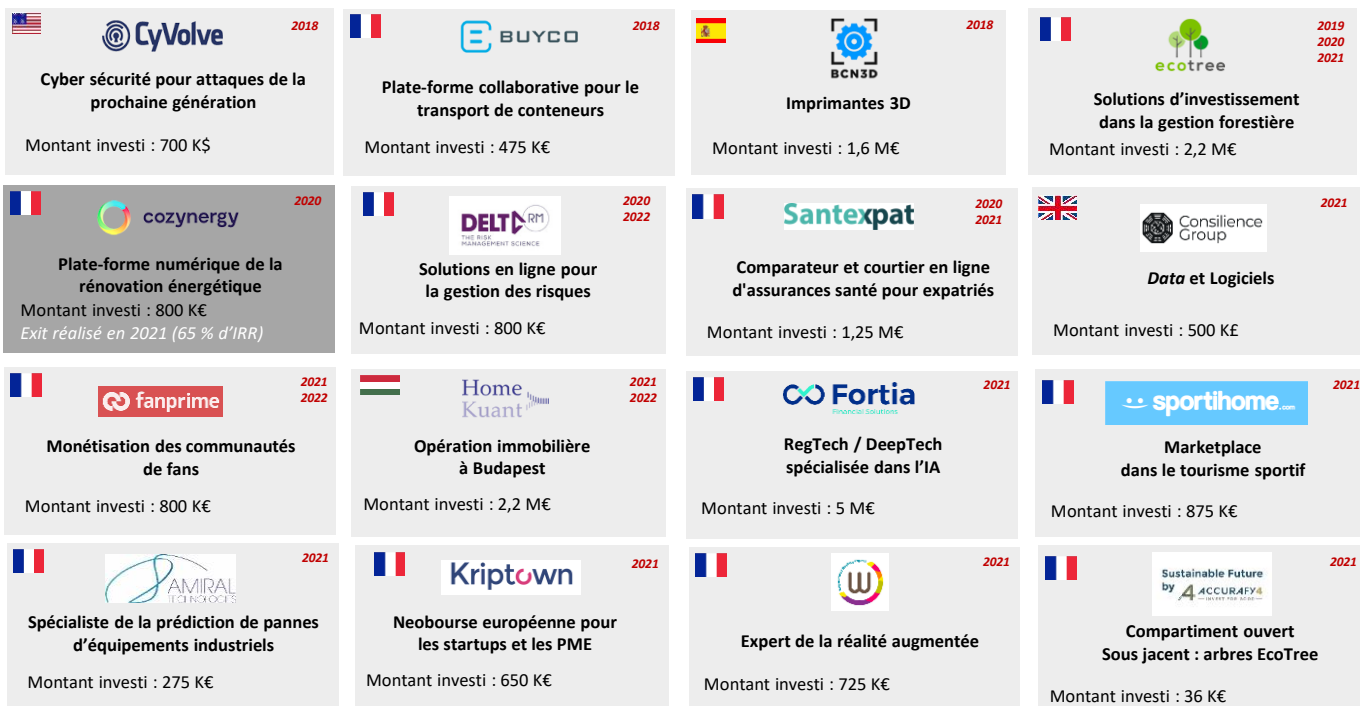 CyVolve
2018
Cyber sécurité pour attaques de la
prochaine génération
Montant investi : 700 K$
BUYCO
2018
Plate-forme collaborative pour le
transport de conteneurs
Montant investi : 475 K€
BCN3D
2018
Imprimantes 3D
Montant investi : 1,6 M€
ecotree
2019
2020
2021
Solutions d’investissement
dans la gestion forestière
Montant investi : 2,2 M€
cozynergy
2020
Plate-forme numérique de la
rénovation énergétique
Montant investi : 800 K€
Exit réalisé en 2021 (65 % d’IRR)
DELTA RM
THE RISK
MANAGEMENT SCIENCE
2020
2022
Solutions en ligne pour
la gestion des risques
Montant investi : 800 K€
Santexpat
2020
2021
Comparateur et courtier en ligne
d'assurances santé pour expatriés
Montant investi : 1,25 M€
Consilience
Group
2021
Data et Logiciels
Montant investi : 500 K£
fanprime
2021
2022
Monétisation des communautés
de fans
Montant investi : 800 K€
Home
Kuant
2021
2022
Opération immobilière
à Budapest
Montant investi : 2,2 M€
Fortia
Financial Solutions
2021
RegTech / DeepTech
spécialisée dans l’IA
Montant investi : 5 M€
sportihome.com
2021
Marketplace
dans le tourisme sportif
Montant investi : 875 K€
AMIRAL
TECHNOLOGIES
2021
Spécialiste de la prédiction de pannes
d’équipements industriels
Montant investi : 275 K€
Kriptown
2021
Neobourse européenne pour
les startups et les PME
Montant investi : 650 K€
W
2021
Expert de la réalité augmentée
Montant investi : 725 K€
Sustainable Future
by 4 ACCURAFY4
INVEST FOR GOOD
2021
Compartiment ouvert
Sous jacent : arbres EcoTree
Montant investi : 36 K€